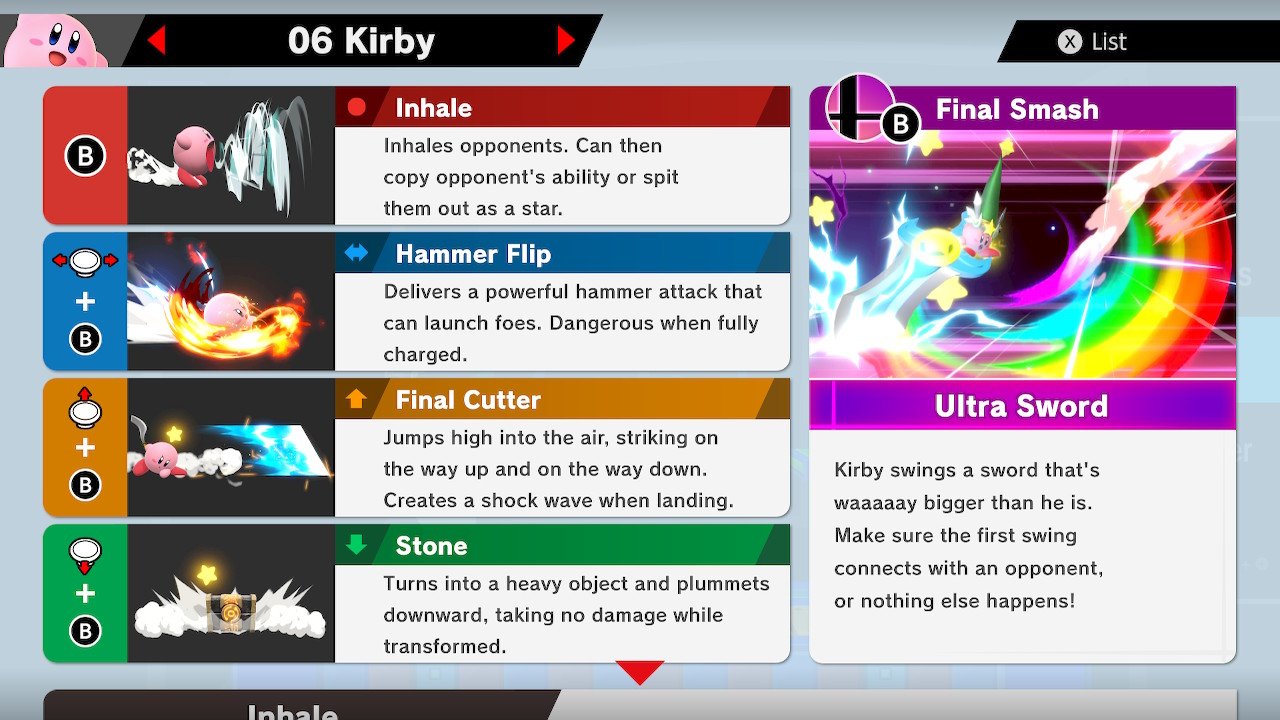 06 Kirby
X List
B
Inhale
Inhales opponents. Can then
copy opponent's ability or spit
them out as a star.
+
B
Hammer Flip
Delivers a powerful hammer attack that
can launch foes. Dangerous when fully
charged.
+
B
Final Cutter
Jumps high into the air, striking on
the way up and on the way down.
Creates a shock wave when landing.
+
B
Stone
Turns into a heavy object and plummets
downward, taking no damage while
transformed.
B
Final Smash
Ultra Sword
Kirby swings a sword that's
waaaaay bigger than he is.
Make sure the first swing
connects with an opponent,
or nothing else happens!
Inhale